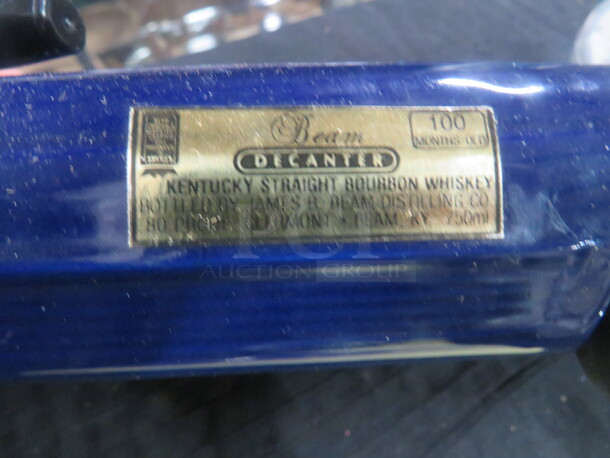 Beam
DECANTER
100
MONTHS OLD
KENTUCKY STRAIGHT BOURBON WHISKEY
BOTTLED BY JAMES B. BEAM DISTILLING CO
80 PROOF CLERMONT • BEAM, KY. 750ml
AUCTION GROUP